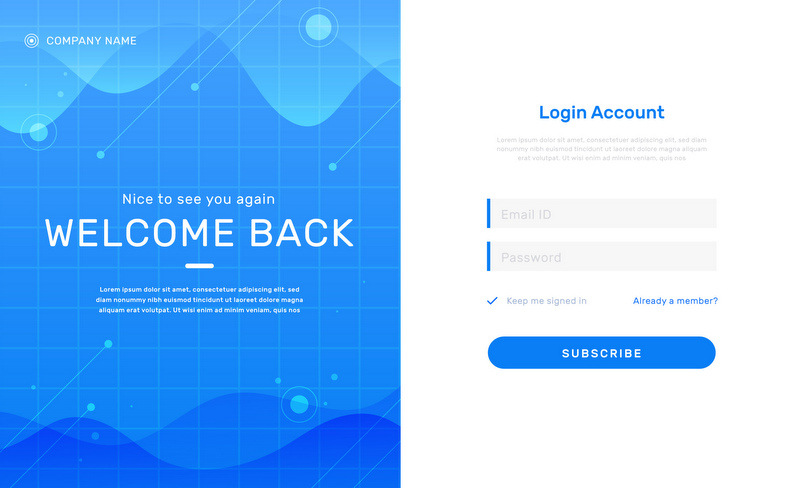 COMPANY NAME
Nice to see you again
WELCOME BACK
Lorem ipsum dolor sit amet, consectetuer adipiscing elit, sed
diam nonummy nibh euismod tincidunt ut laoreet dolore magna
aliquam erat volutpat. Ut wisi enim ad minim veniam, quis nos
Login Account
Lorem ipsum dolor sit amet, consectetuer adipiscing elit, sed diam
nonummy nibh euismod tincidunt ut laoreet dolore magna aliquam
erat volutpat. Ut wisi enim ad minim veniam, quis nos
Email ID
Password
Keep me signed in
Already a member?
SUBSCRIBE